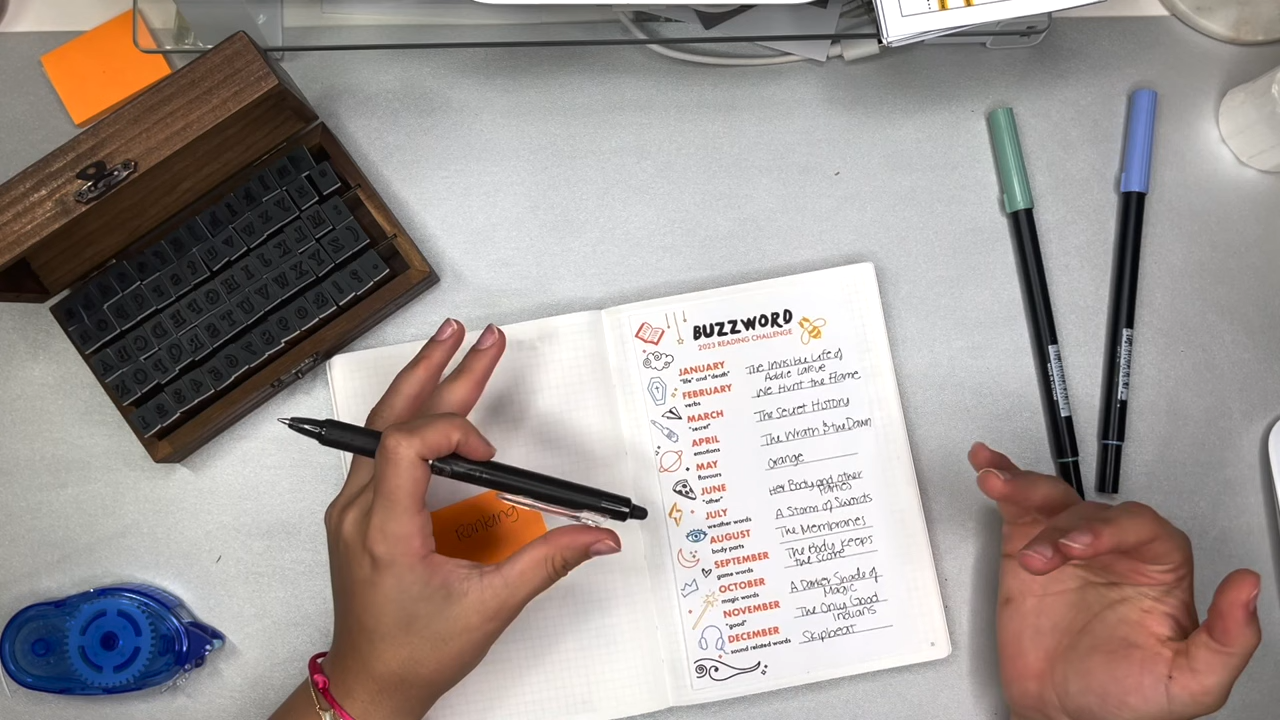 BUZZWORD
2023 READING CHALLENGE
JANUARY
"life" and "death"
The Invisible Life of
Addie LaRue
FEBRUARY
verbs
We Hunt the Flame
MARCH
"secret"
The Secret History
APRIL
emotions
The Wrath & the Dawn
MAY
flavours
Orange
JUNE
"other"
Her Body and Other
Parties
JULY
weather words
A Storm of Swords
AUGUST
body parts
The Membranes
SEPTEMBER
game words
The Body Keeps
the Score
OCTOBER
magic words
A Darker Shade of
Magic
NOVEMBER
"good"
The Only Good
Indians
DECEMBER
sound related words
Skipbeat
Ranking